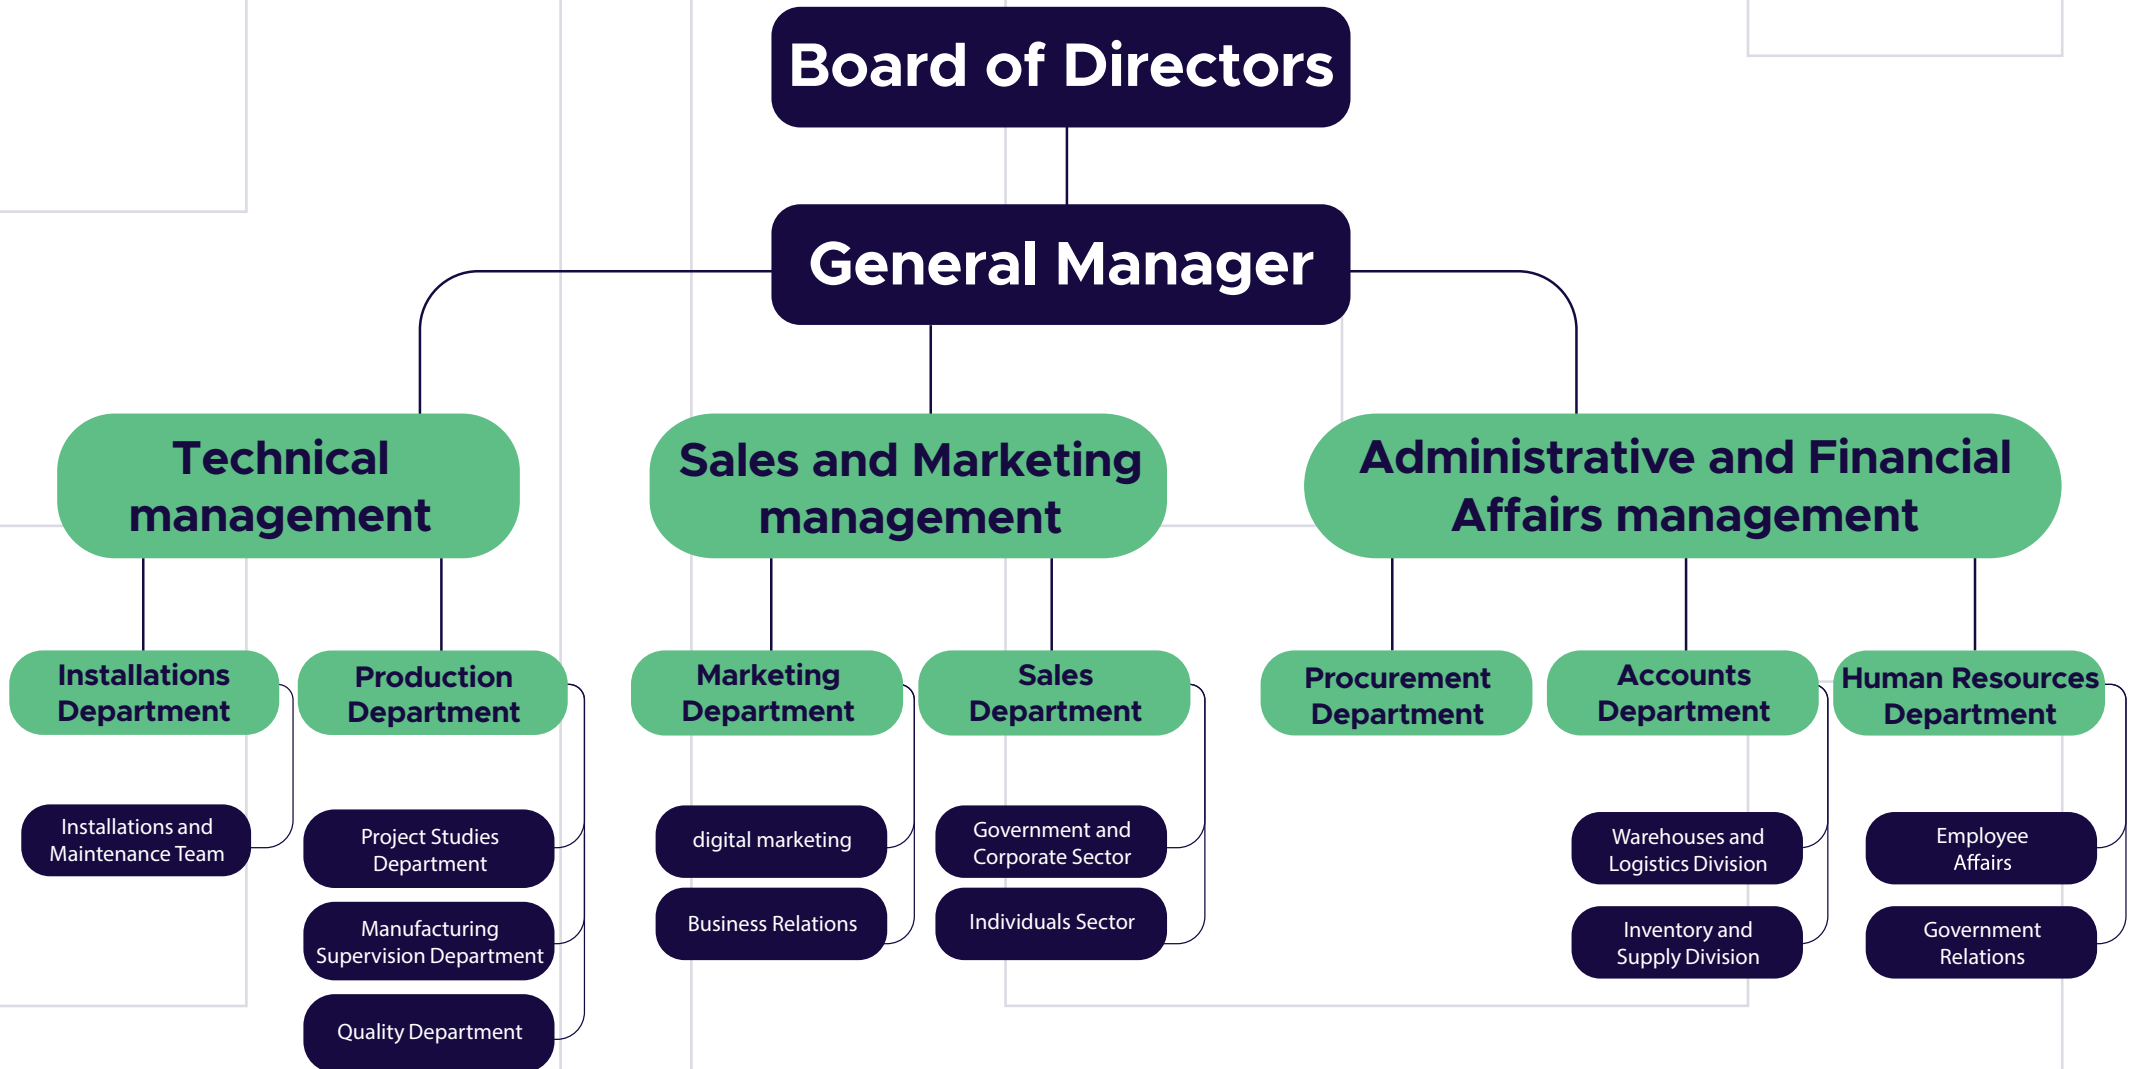 Board of Directors
General Manager
Technical
management
Sales and Marketing
management
Administrative and Financial
Affairs management
Installations
Department
Production
Department
Marketing
Department
Sales
Department
Procurement
Department
Accounts
Department
Human Resources
Department
Installations and
Maintenance Team
Project Studies
Department
Manufacturing
Supervision Department
Quality Department
digital marketing
Business Relations
Government and
Corporate Sector
Individuals Sector
Warehouses and
Logistics Division
Inventory and
Supply Division
Employee
Affairs
Government
Relations